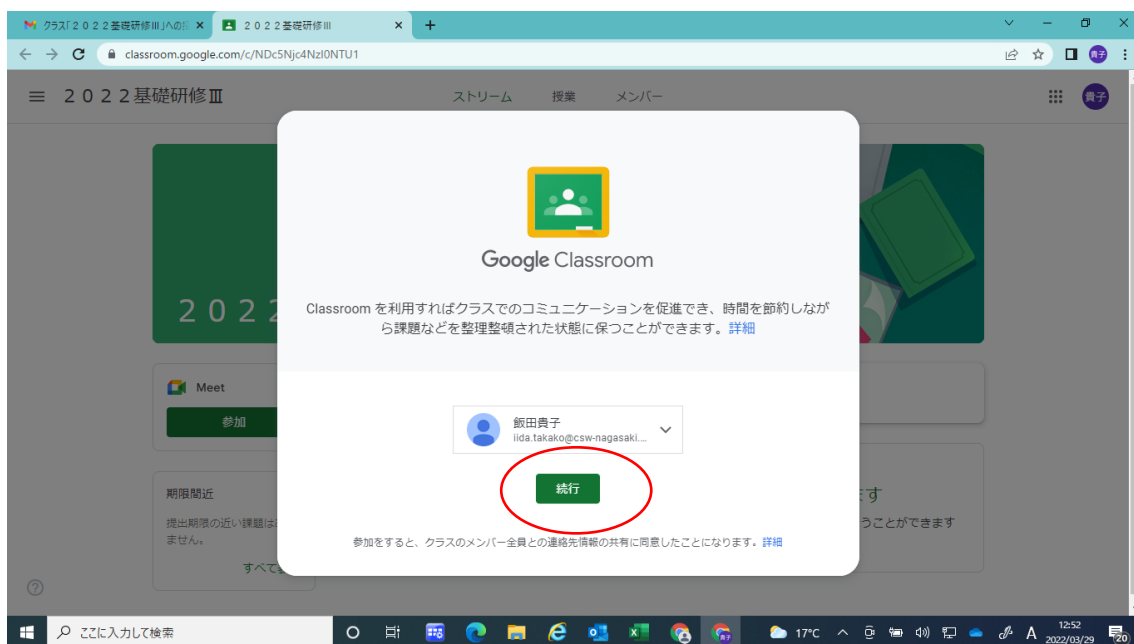 クラス「２０２２基礎研修Ⅲ」への招
２０２２基礎研修Ⅲ
classroom.google.com/c/NDc5Njc4NzI0NTU1
貴子
２０２２基礎研修Ⅲ
ストリーム 授業 メンバー
貴子
２０２２
Google Classroom
Classroom を利用すればクラスでのコミュニケーションを促進でき、時間を節約しなが
ら課題などを整理整頓された状態に保つことができます。詳細
Meet
参加
飯田貴子
iida.takako@csw-nagasaki....
続行
期限間近
提出期限の近い課題は
ません。
すべて
ます
うことができます
参加をすると、クラスのメンバー全員との連絡先情報の共有に同意したことになります。詳細
ここに入力して検索
17°C
A
12:52
2022/03/29
20